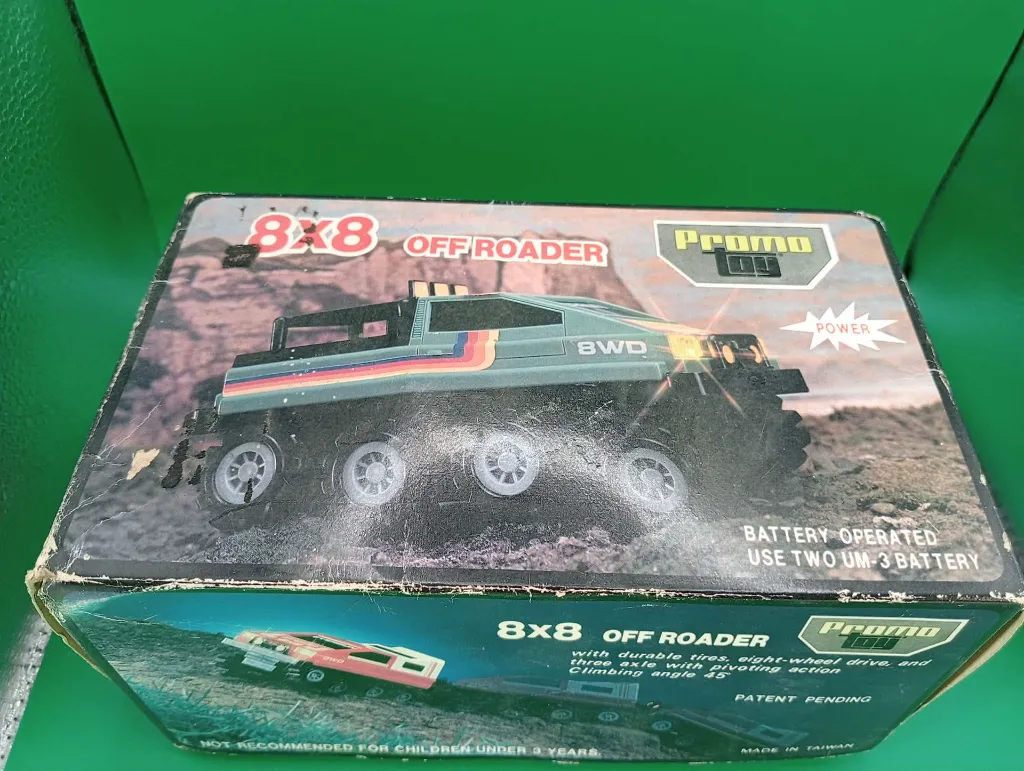 8x8 OFF ROADER
Promo
toy
POWER
8WD
BATTERY OPERATED
USE TWO UM-3 BATTERY
8x8 OFF ROADER
Promo
toy
with durable tires, eight-wheel drive, and
three axle with pivoting action
Climbing angle 45°
8WD
PATENT PENDING
NOT RECOMMENDED FOR CHILDREN UNDER 3 YEARS.
MADE IN TAIWAN